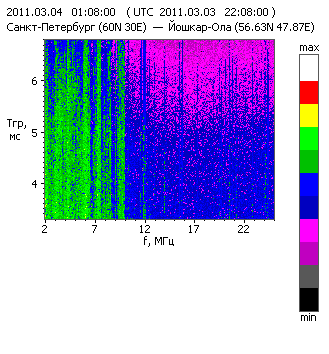 2011.03.04 01:08:00 (UTC 2011.03.03 22:08:00)
Санкт-Петербург (60N 30E) — Йошкар-Ола (56.63N 47.87E)
max
6
Tгр,
мс
5
4
2 7 12 17 22
f, МГц
min